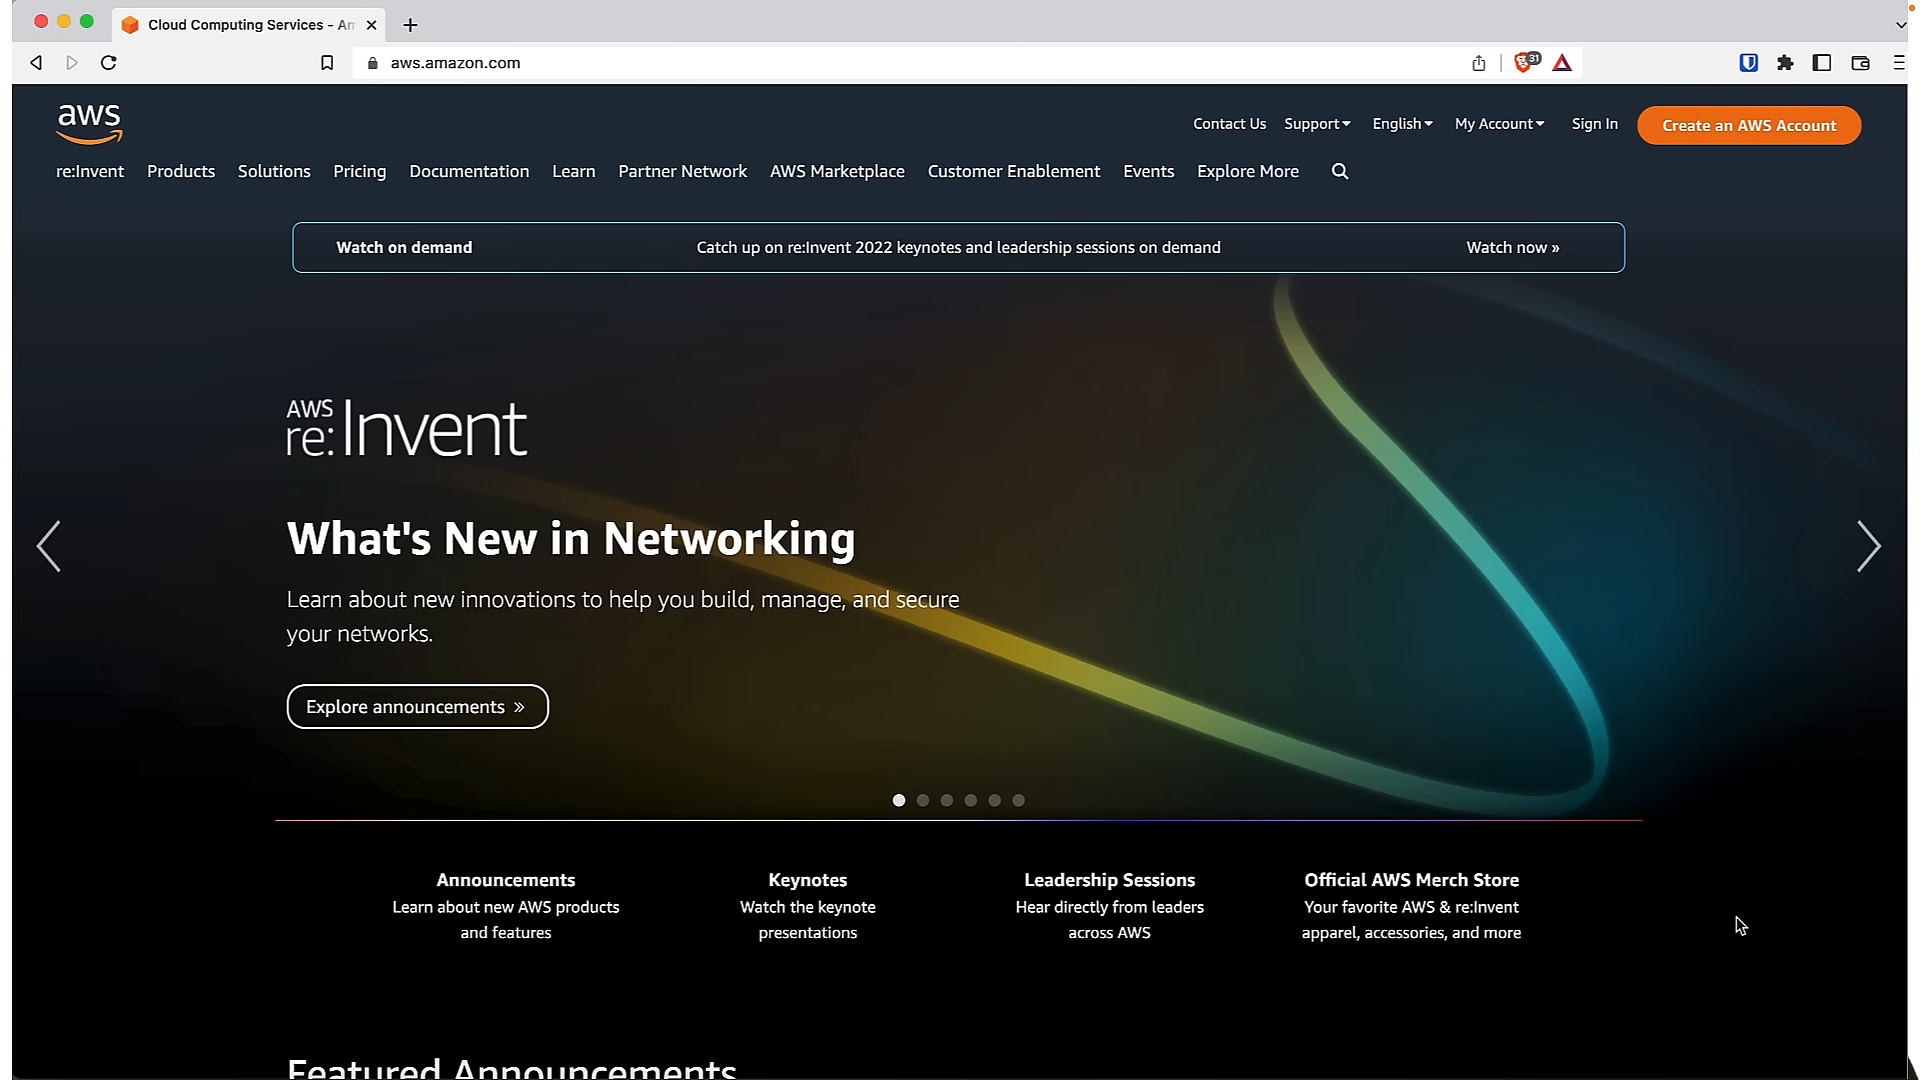 Cloud Computing Services - Am
aws.amazon.com
31
aws
Contact Us Support English My Account Sign In Create an AWS Account
re:Invent Products Solutions Pricing Documentation Learn Partner Network AWS Marketplace Customer Enablement Events Explore More
Watch on demand Catch up on re:Invent 2022 keynotes and leadership sessions on demand Watch now »
AWS
re:Invent
What's New in Networking
Learn about new innovations to help you build, manage, and secure
your networks.
Explore announcements »
Announcements
Learn about new AWS products
and features
Keynotes
Watch the keynote
presentations
Leadership Sessions
Hear directly from leaders
across AWS
Official AWS Merch Store
Your favorite AWS & re:Invent
apparel, accessories, and more
Featured Announcements